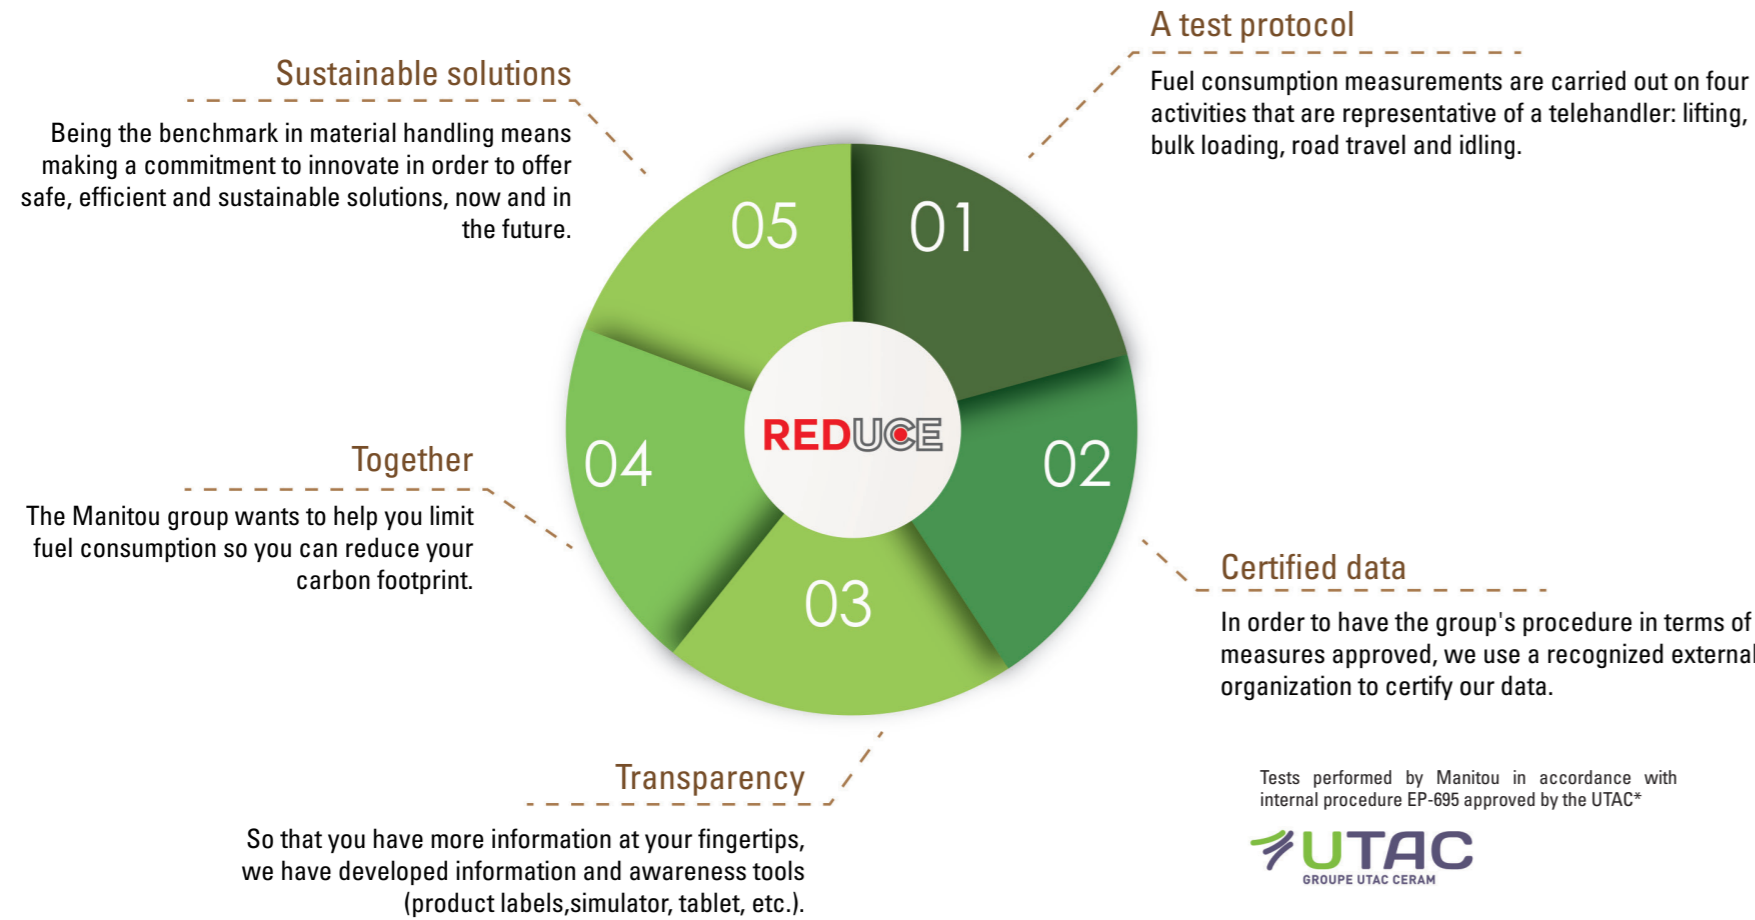 A test protocol
Fuel consumption measurements are carried out on four
activities that are representative of a telehandler: lifting,
bulk loading, road travel and idling.
Sustainable solutions
Being the benchmark in material handling means
making a commitment to innovate in order to offer
safe, efficient and sustainable solutions, now and in
the future.
05
01
REDUCE
04
02
03
Together
The Manitou group wants to help you limit
fuel consumption so you can reduce your
carbon footprint.
Certified data
In order to have the group's procedure in terms of
measures approved, we use a recognized external
organization to certify our data.
Transparency
So that you have more information at your fingertips,
we have developed information and awareness tools
(product labels,simulator, tablet, etc.).
Tests performed by Manitou in accordance with
internal procedure EP-695 approved by the UTAC*
UTAC
GROUPE UTAC CERAM